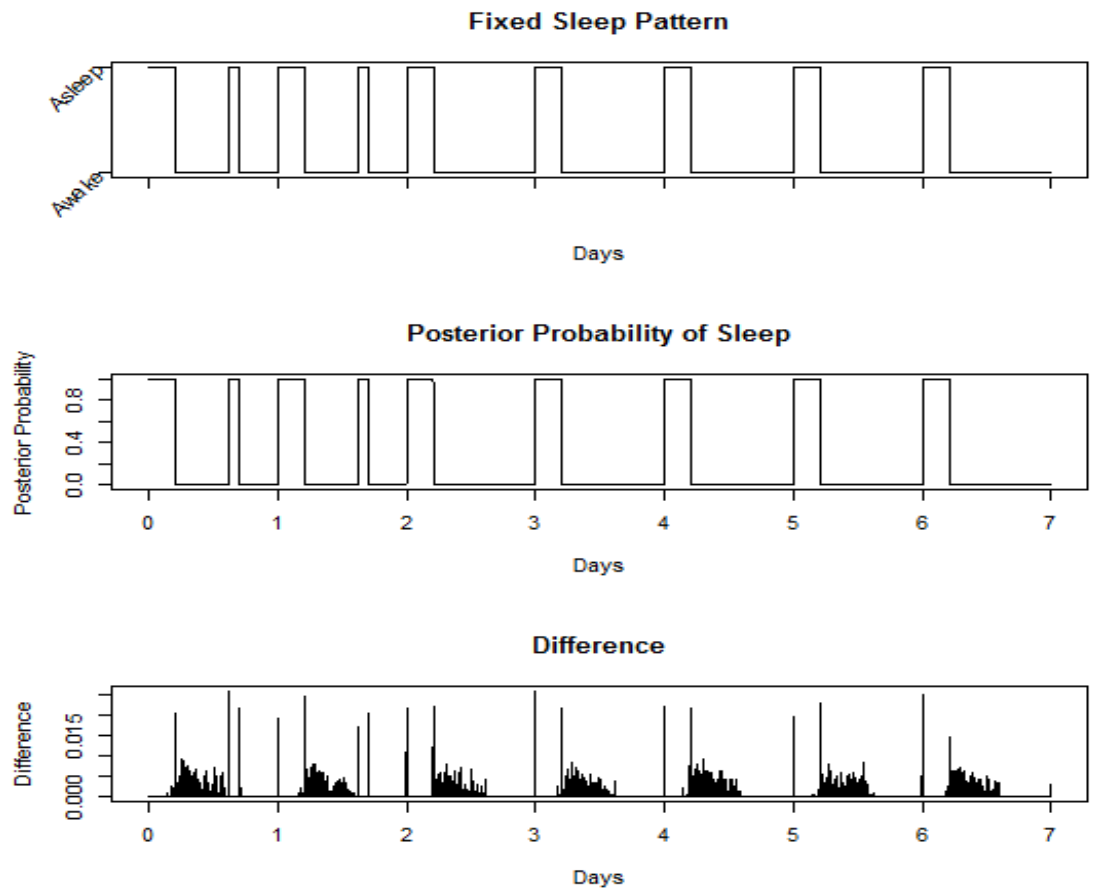 Fixed Sleep Pattern
Asleep
Awake
Days
Posterior Probability of Sleep
Posterior Probability
0.8
0.4
0.0
0 1 2 3 4 5 6 7
Days
Difference
Difference
0.015
0.000
0 1 2 3 4 5 6 7
Days